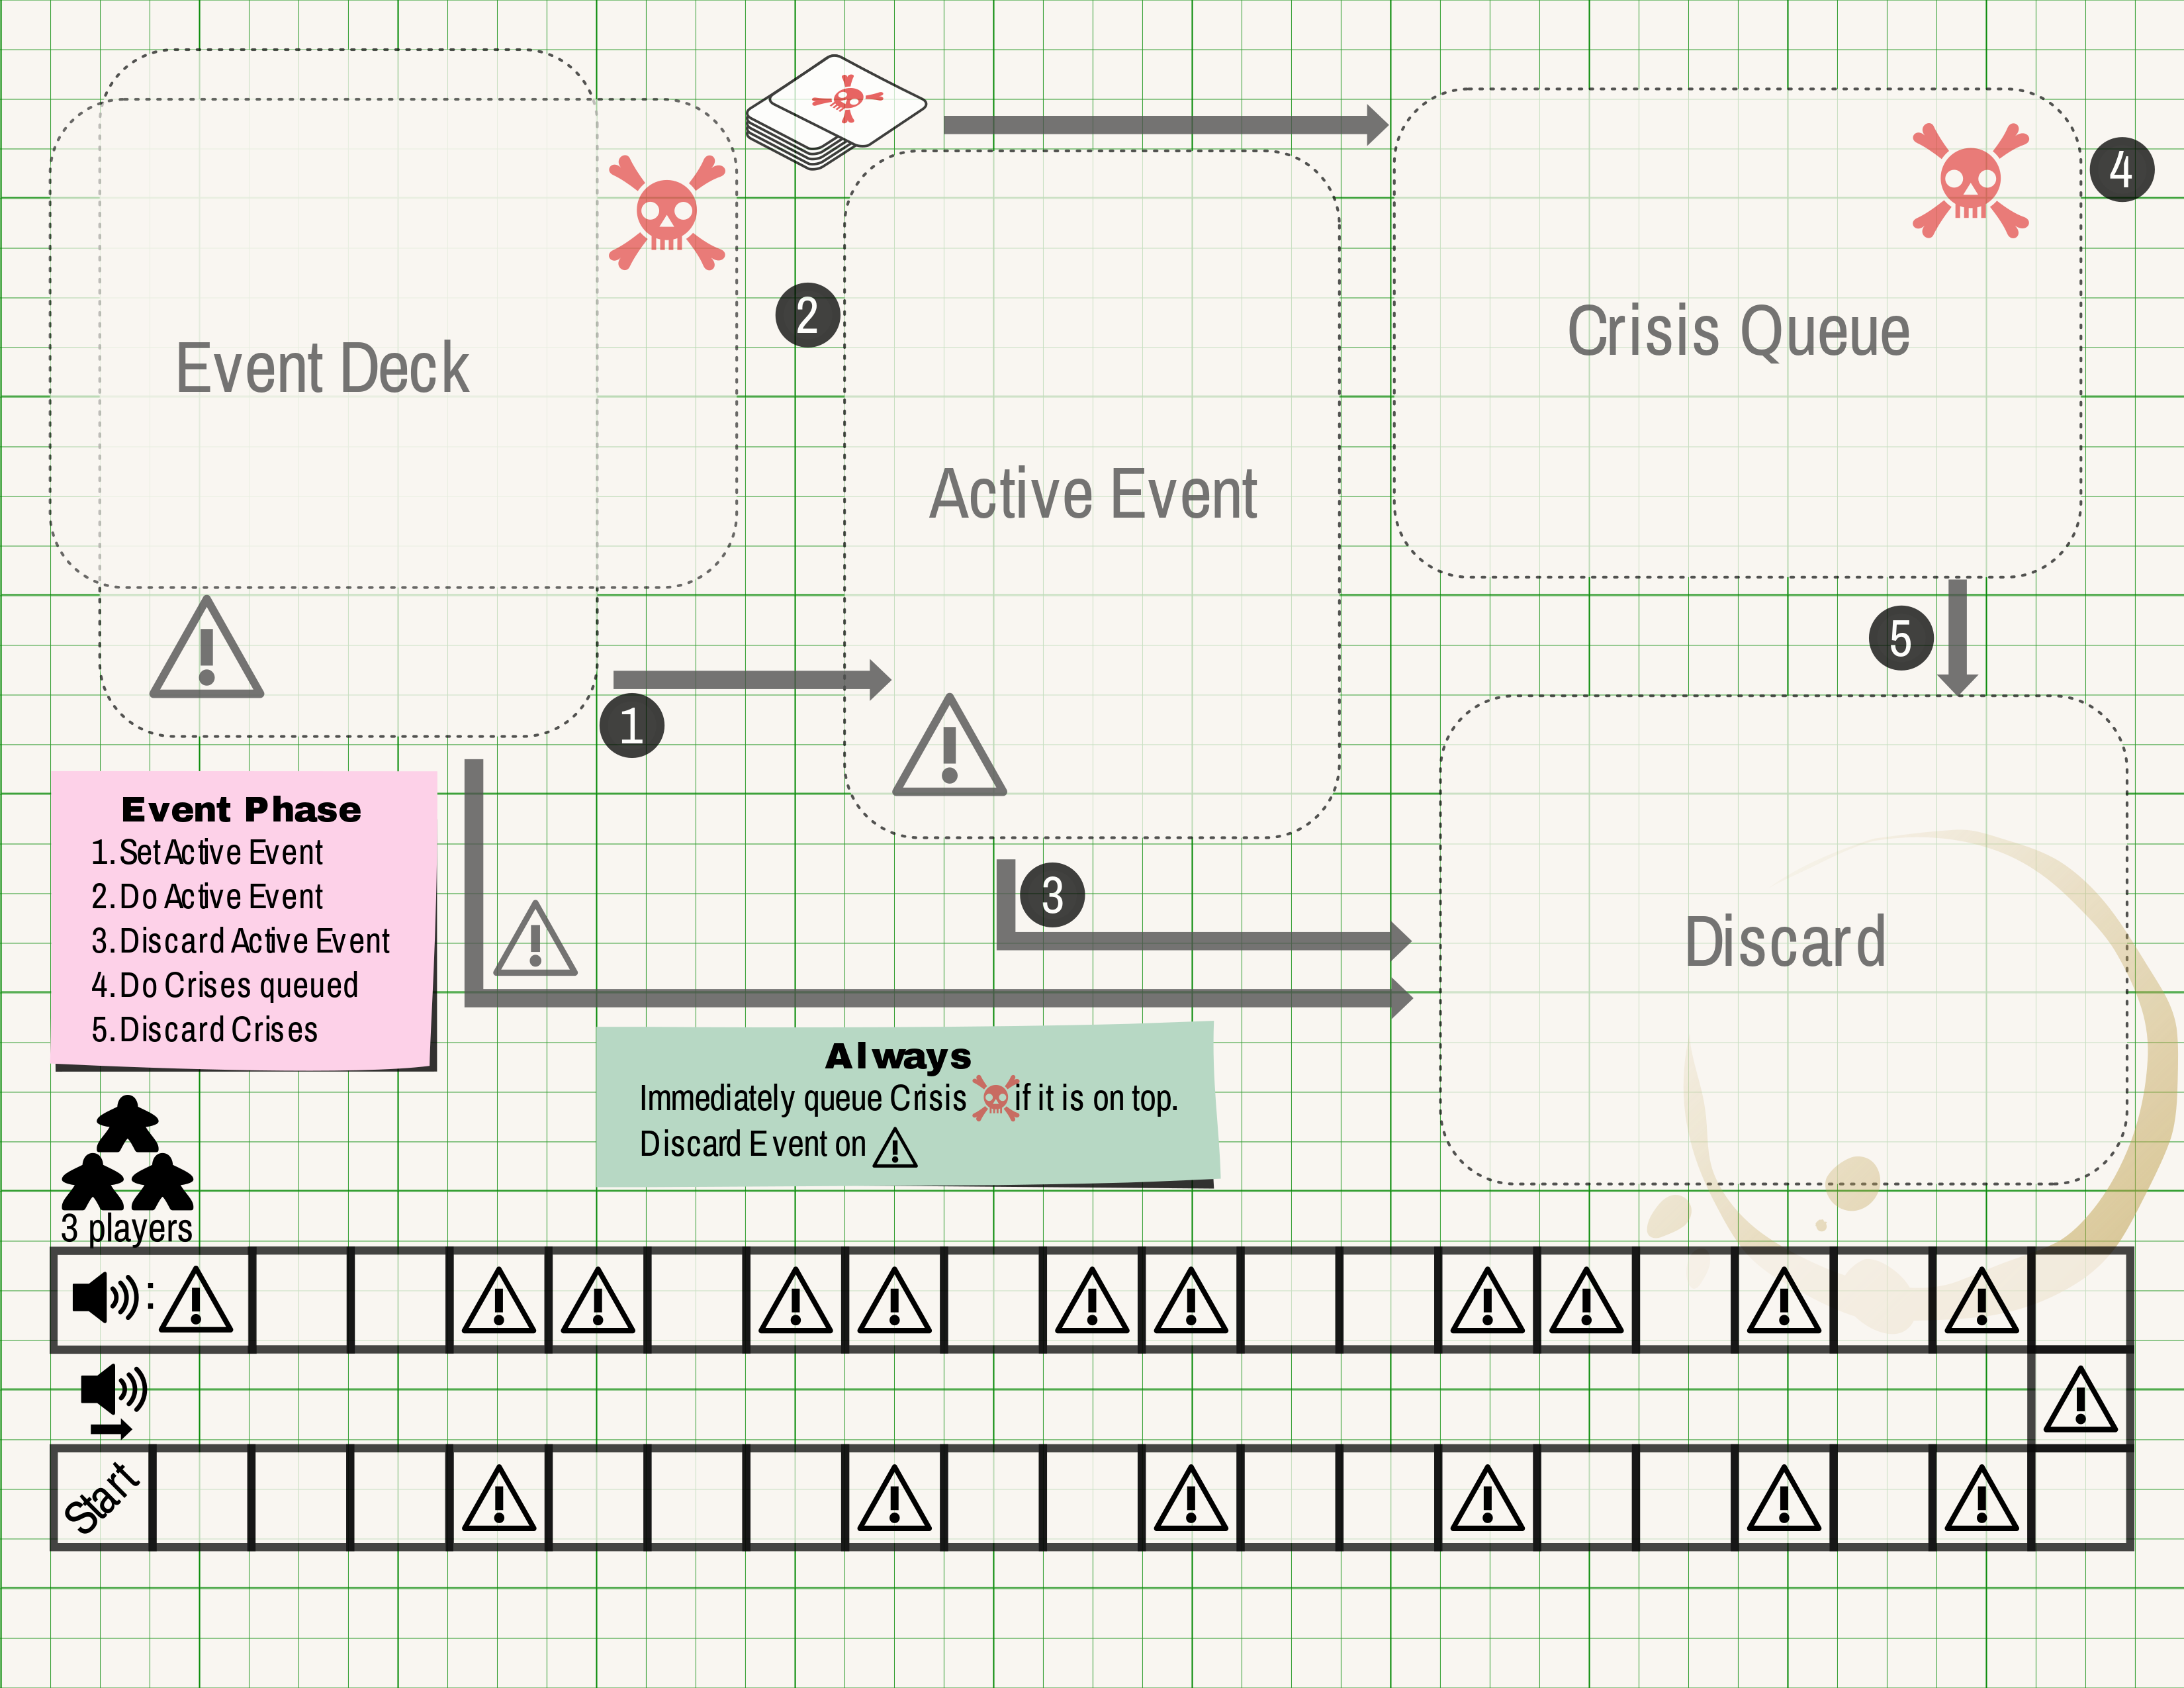 Event Deck
2
Active Event
Crisis Queue
4
5
1
Event Phase
1. Set Active Event
2. Do Active Event
3. Discard Active Event
4. Do Crises queued
5. Discard Crises
3
Discard
Always
Immediately queue Crisis if it is on top.
Discard Event on
3 players
:
Start